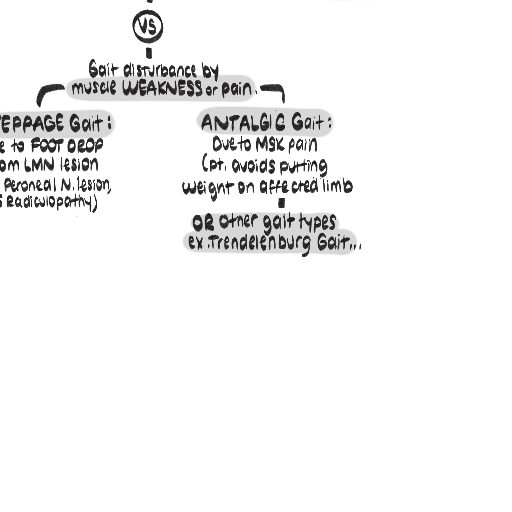 VS
Gait disturbance by
muscle WEAKNESS or pain.
EPPAGE Gait:
e to FOOT DROP
om LMN lesion
Peroneal N. lesion,
Radiculopathy)
ANTALGIC Gait:
Due to MSK pain
(pt. avoids putting
weight on affected limb
OR other gait types
ex. Trendelenburg Gait...